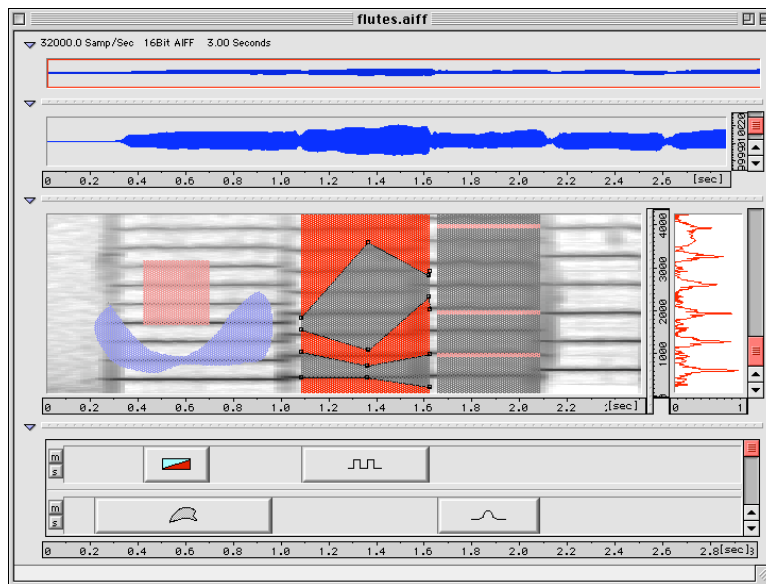 flutes.aiff
32000.0 Samp/Sec 16Bit AIFF 3.00 Seconds
0 0.2 0.4 0.6 0.8 1.0 1.2 1.4 1.6 1.8 2.0 2.2 2.4 2.6 [sec]
4000
3000
2000
1000
0
0 0.2 0.4 0.6 0.8 1.0 1.2 1.4 1.6 1.8 2.0 2.2 [sec] 0 1
m
s
m
s
0 0.2 0.4 0.6 0.8 1.0 1.2 1.4 1.6 1.8 2.0 2.2 2.4 2.6 2.8 [sec]3